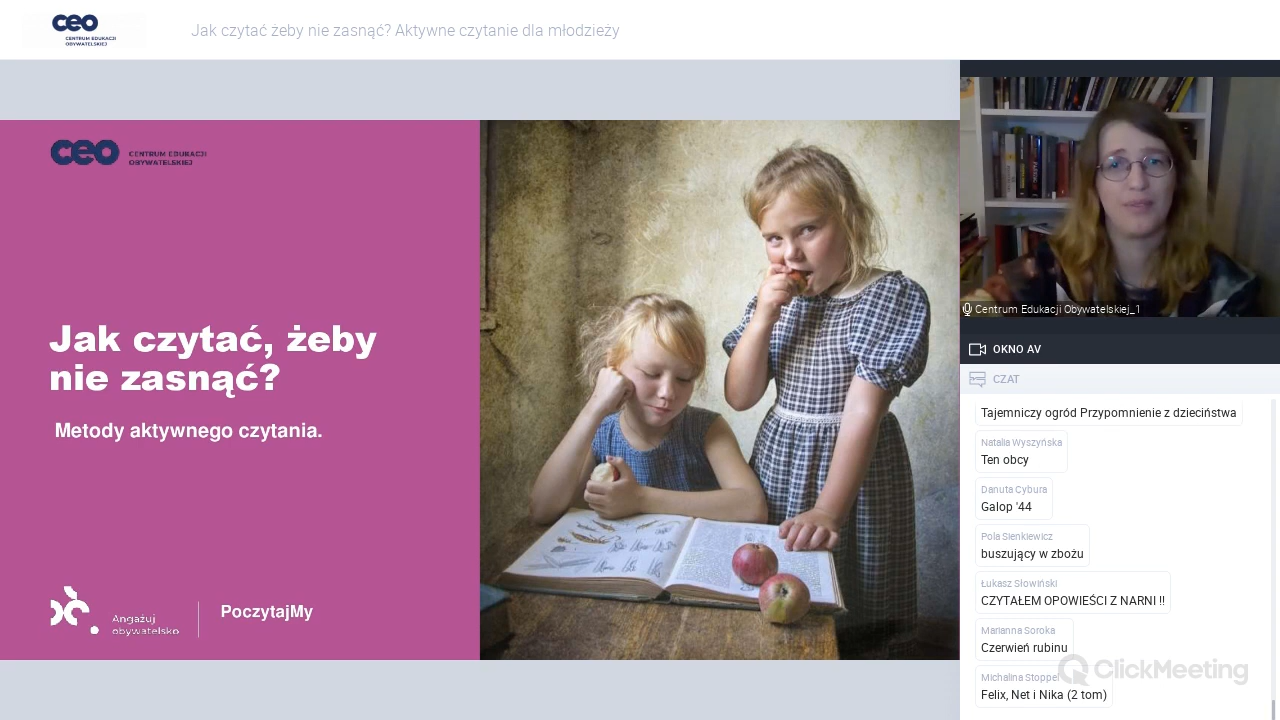 ceo
CENTRUM EDUKACJI
OBYWATELSKIEJ
Jak czytać żeby nie zasnąć? Aktywne czytanie dla młodzieży
ceo
CENTRUM EDUKACJI
OBYWATELSKIEJ
Jak czytać, żeby
nie zasnąć?
Metody aktywnego czytania.
Angażuj
obywatelsko
PoczytajMy
Centrum Edukacji Obywatelskiej_1
OKNO AV
CZAT
Tajemniczy ogród Przypomnienie z dzieciństwa
Natalia Wyszyńska
Ten obcy
Danuta Cybura
Galop '44
Pola Sienkiewicz
buszujący w zbożu
Łukasz Słowiński
CZYTAŁEM OPOWIEŚCI Z NARNI !!
Marianna Soroka
Czerwień rubinu
Michalina Stoppel
Felix, Net i Nika (2 tom)
ClickMeeting